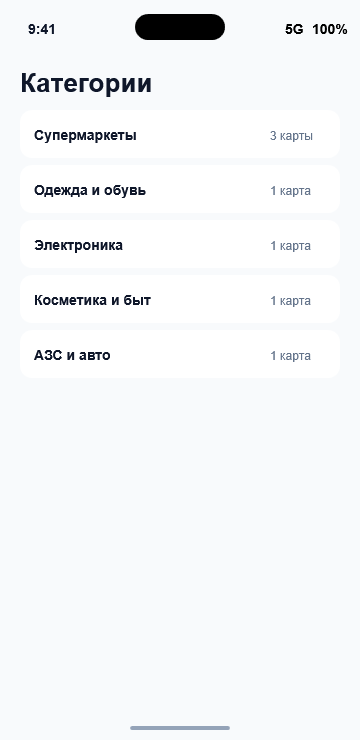 9:41 5G 100%
Категории
Супермаркеты 3 карты
Одежда и обувь 1 карта
Электроника 1 карта
Косметика и быт 1 карта
АЗС и авто 1 карта